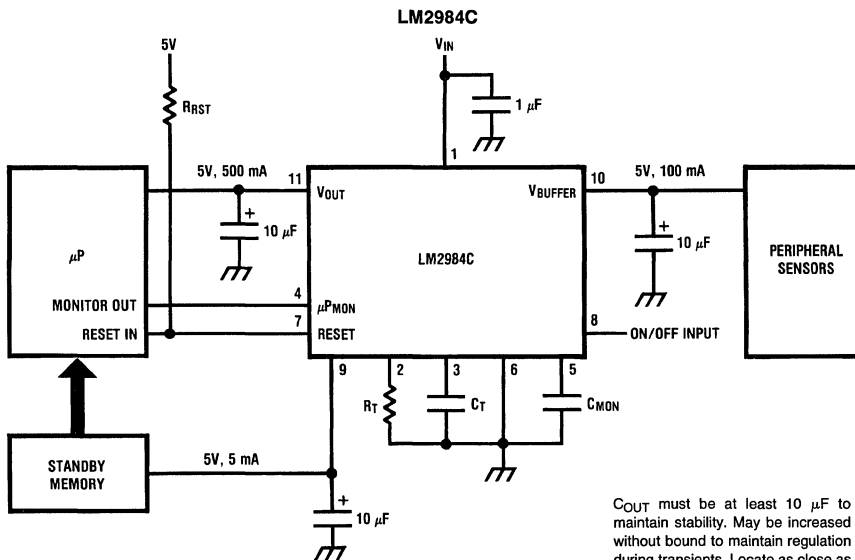 LM2984C
5V
VIN
RRST
1 μF
1
5V, 500 mA
11
VOUT
VBUFFER
10
5V, 100 mA
+
10 μF
+
10 μF
μP
LM2984C
PERIPHERAL
SENSORS
MONITOR OUT
4
μPMON
RESET IN
7
RESET
8
ON/OFF INPUT
9
2
3
6
5
RT
CT
CMON
STANDBY
MEMORY
5V, 5 mA
+
10 μF
COUT must be at least 10 μF to
maintain stability. May be increased
without bound to maintain regulation
during transients. Locate as close as